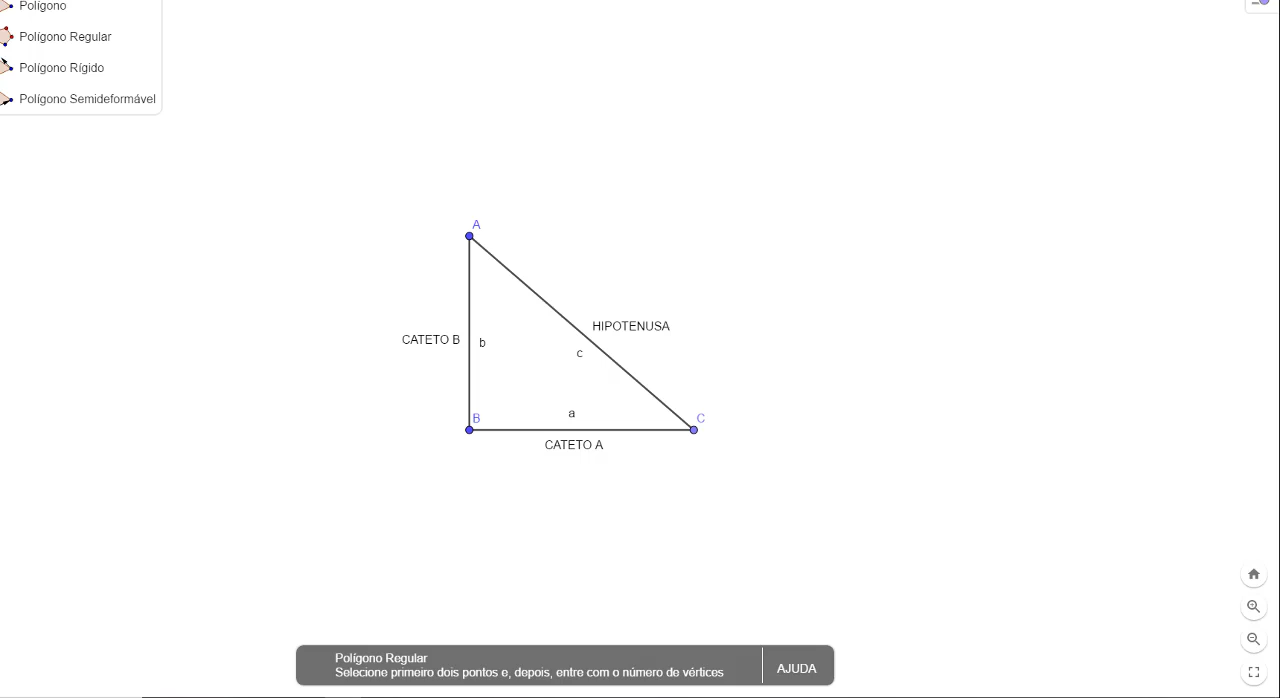 Polígono
Polígono Regular
Polígono Rígido
Polígono Semideformável
A
HIPOTENUSA
CATETO B
b
c
a
B
C
CATETO A
Polígono Regular
Selecione primeiro dois pontos e, depois, entre com o número de vértices
AJUDA